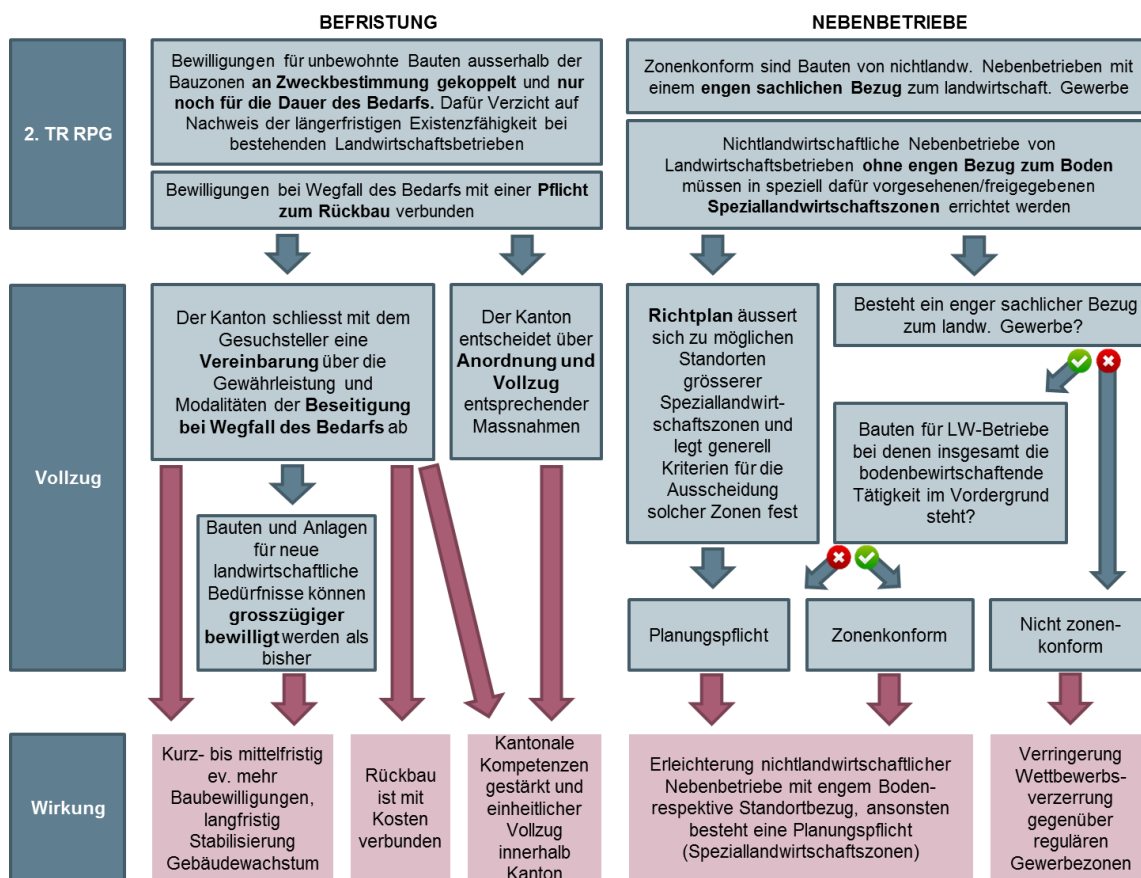 BEFRISTUNG
NEBENBETRIEBE
2. TR RPG
Bewilligungen für unbewohnte Bauten ausserhalb der
Bauzonen an Zweckbestimmung gekoppelt und nur
noch für die Dauer des Bedarfs. Dafür Verzicht auf
Nachweis der längerfristigen Existenzfähigkeit bei
bestehenden Landwirtschaftsbetrieben
Bewilligungen bei Wegfall des Bedarfs mit einer Pflicht
zum Rückbau verbunden
Zonenkonform sind Bauten von nichtlandw. Nebenbetrieben mit
einem engen sachlichen Bezug zum landwirtschaft. Gewerbe
Nichtlandwirtschaftliche Nebenbetriebe von
Landwirtschaftsbetrieben ohne engen Bezug zum Boden
müssen in speziell dafür vorgesehenen/freigegebenen
Speziallandwirtschaftszonen errichtet werden
Vollzug
Der Kanton schliesst mit dem
Gesuchsteller eine
Vereinbarung über die
Gewährleistung und
Modalitäten der Beseitigung
bei Wegfall des Bedarfs ab
Der Kanton
entscheidet über
Anordnung und
Vollzug
entsprechender
Massnahmen
Bauten und Anlagen
für neue
landwirtschaftliche
Bedürfnisse können
grosszügiger
bewilligt werden als
bisher
Richtplan äussert
sich zu möglichen
Standorten
grösserer
Speziallandwirt-
schaftszonen und
legt generell
Kriterien für die
Ausscheidung
solcher Zonen fest
Besteht ein enger sachlicher Bezug
zum landw. Gewerbe?
Bauten für LW-Betriebe
bei denen insgesamt die
bodenbewirtschaftende
Tätigkeit im Vordergrund
steht?
Planungspflicht
Zonenkonform
Nicht zonen-
konform
Wirkung
Kurz- bis mittelfristig
ev. mehr
Baubewilligungen,
langfristig
Stabilisierung
Gebäudewachstum
Rückbau
ist mit
Kosten
verbunden
Kantonale
Kompetenzen
gestärkt und
einheitlicher
Vollzug
innerhalb
Kanton
Erleichterung nichtlandwirtschaftlicher
Nebenbetriebe mit engem Boden-
respektive Standortbezug, ansonsten
besteht eine Planungspflicht
(Speziallandwirtschaftszonen)
Verringerung
Wettbewerbs-
verzerrung
gegenüber
regulären
Gewerbezonen